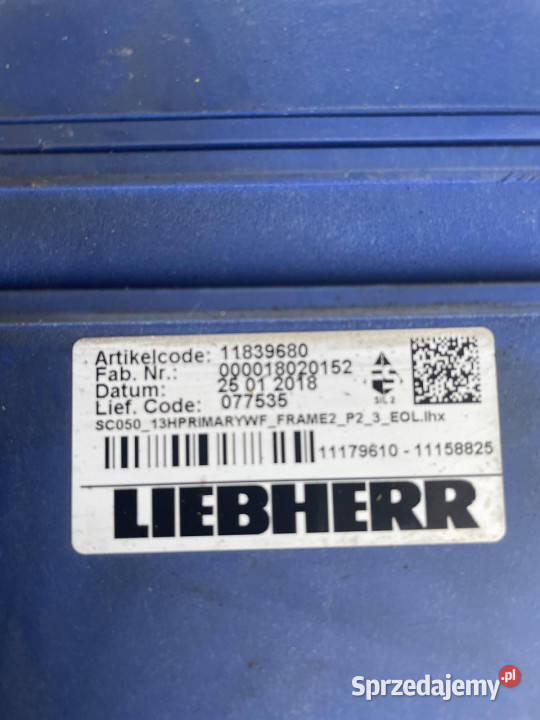 Artikelcode: 11839680
Fab. Nr.: 000018020152
Datum: 25 01 2018
Lief. Code: 077535
SIL 2
SC050_13HPRIMARYWF_FRAME2_P2_3_EOL.lhx
11179610 - 11158825
LIEBHERR
Sprzedajemy.pl